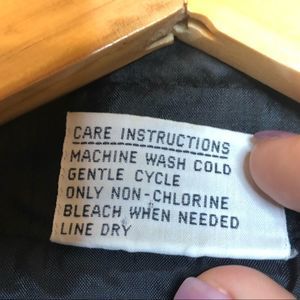 CARE INSTRUCTIONS
MACHINE WASH COLD
GENTLE CYCLE
ONLY NON-CHLORINE
BLEACH WHEN NEEDED
LINE DRY